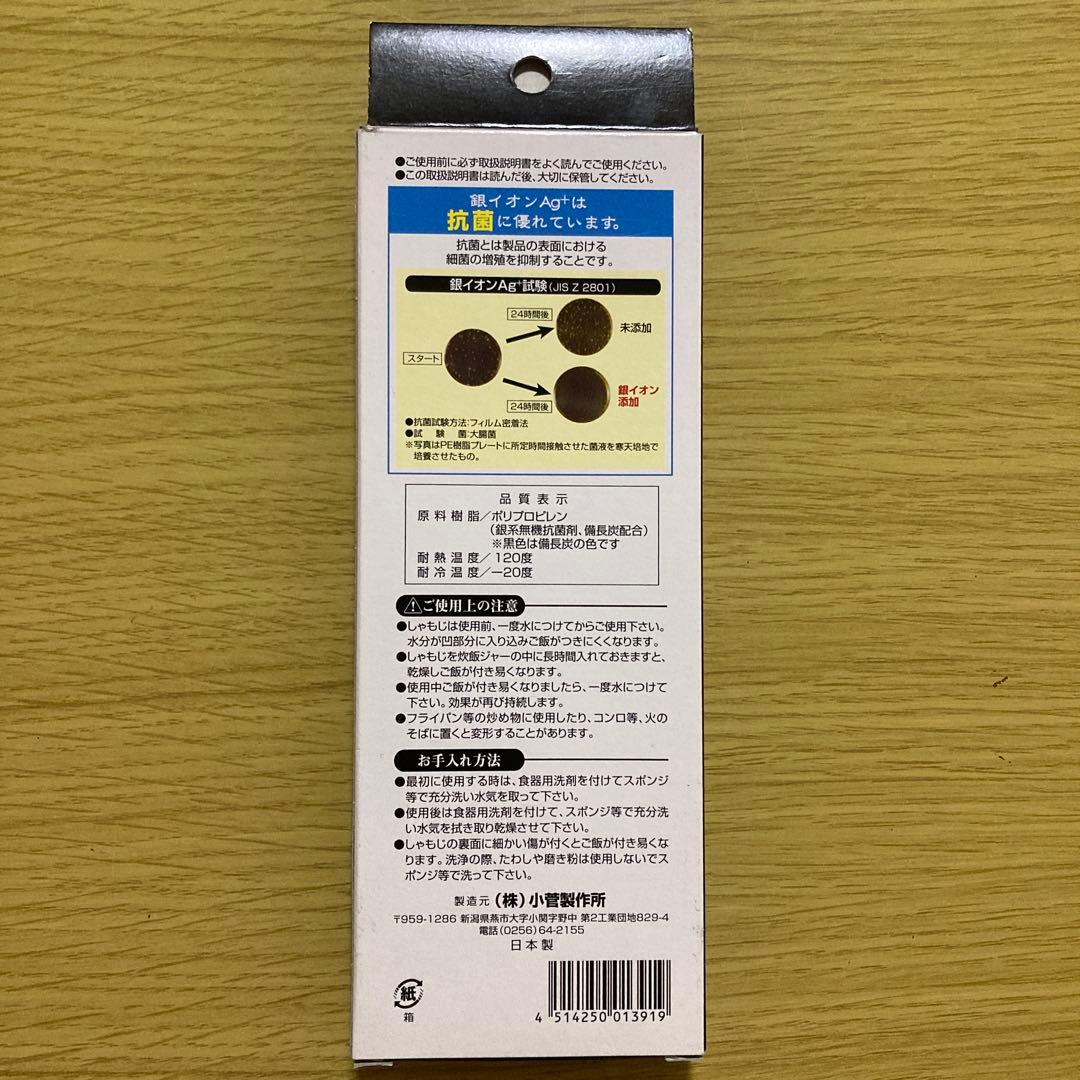 ●ご使用前に必ず取扱説明書をよく読んでご使用ください。
●この取扱説明書は読んだ後、大切に保管してください。
銀イオンAg⁺は
抗菌に優れています。
抗菌とは製品の表面における
細菌の増殖を抑制することです。
銀イオンAg⁺試験(JIS Z 2801)
24時間後
未添加
スタート
銀イオン
添加
24時間後
●抗菌試験方法:フィルム密着法
●試 験 菌:大腸菌
※写真はPE樹脂プレートに所定時間接触させた菌液を寒天培地で
培養させたもの。
品質表示
原料樹脂/ポリプロピレン
(銀系無機抗菌剤、備長炭配合)
※黒色は備長炭の色です
耐熱温度/120度
耐冷温度/−20度
⚠ご使用上の注意
●しゃもじは使用前、一度水につけてからご使用下さい。
水分が凹部分に入り込みご飯がつきにくくなります。
●しゃもじを炊飯ジャーの中に長時間入れておきますと、
乾燥しご飯が付き易くなります。
●使用中ご飯が付き易くなりましたら、一度水につけて
下さい。効果が再び持続します。
●フライパン等の炒め物に使用したり、コンロ等、火の
そばに置くと変形することがあります。
お手入れ方法
●最初に使用する時は、食器用洗剤を付けてスポンジ
等で充分洗い水気を取って下さい。
●使用後は食器用洗剤を付けて、スポンジ等で充分洗
い水気を拭き取り乾燥させて下さい。
●しゃもじの裏面に細かい傷が付くとご飯が付き易くな
ります。洗浄の際、たわしや磨き粉は使用しないでス
ポンジ等で洗って下さい。
製造元 (株)小菅製作所
〒959-1286 新潟県燕市大字小関字野中 第2工業団地829-4
電話(0256)64-2155
日本製
紙
箱
4 514250 013919